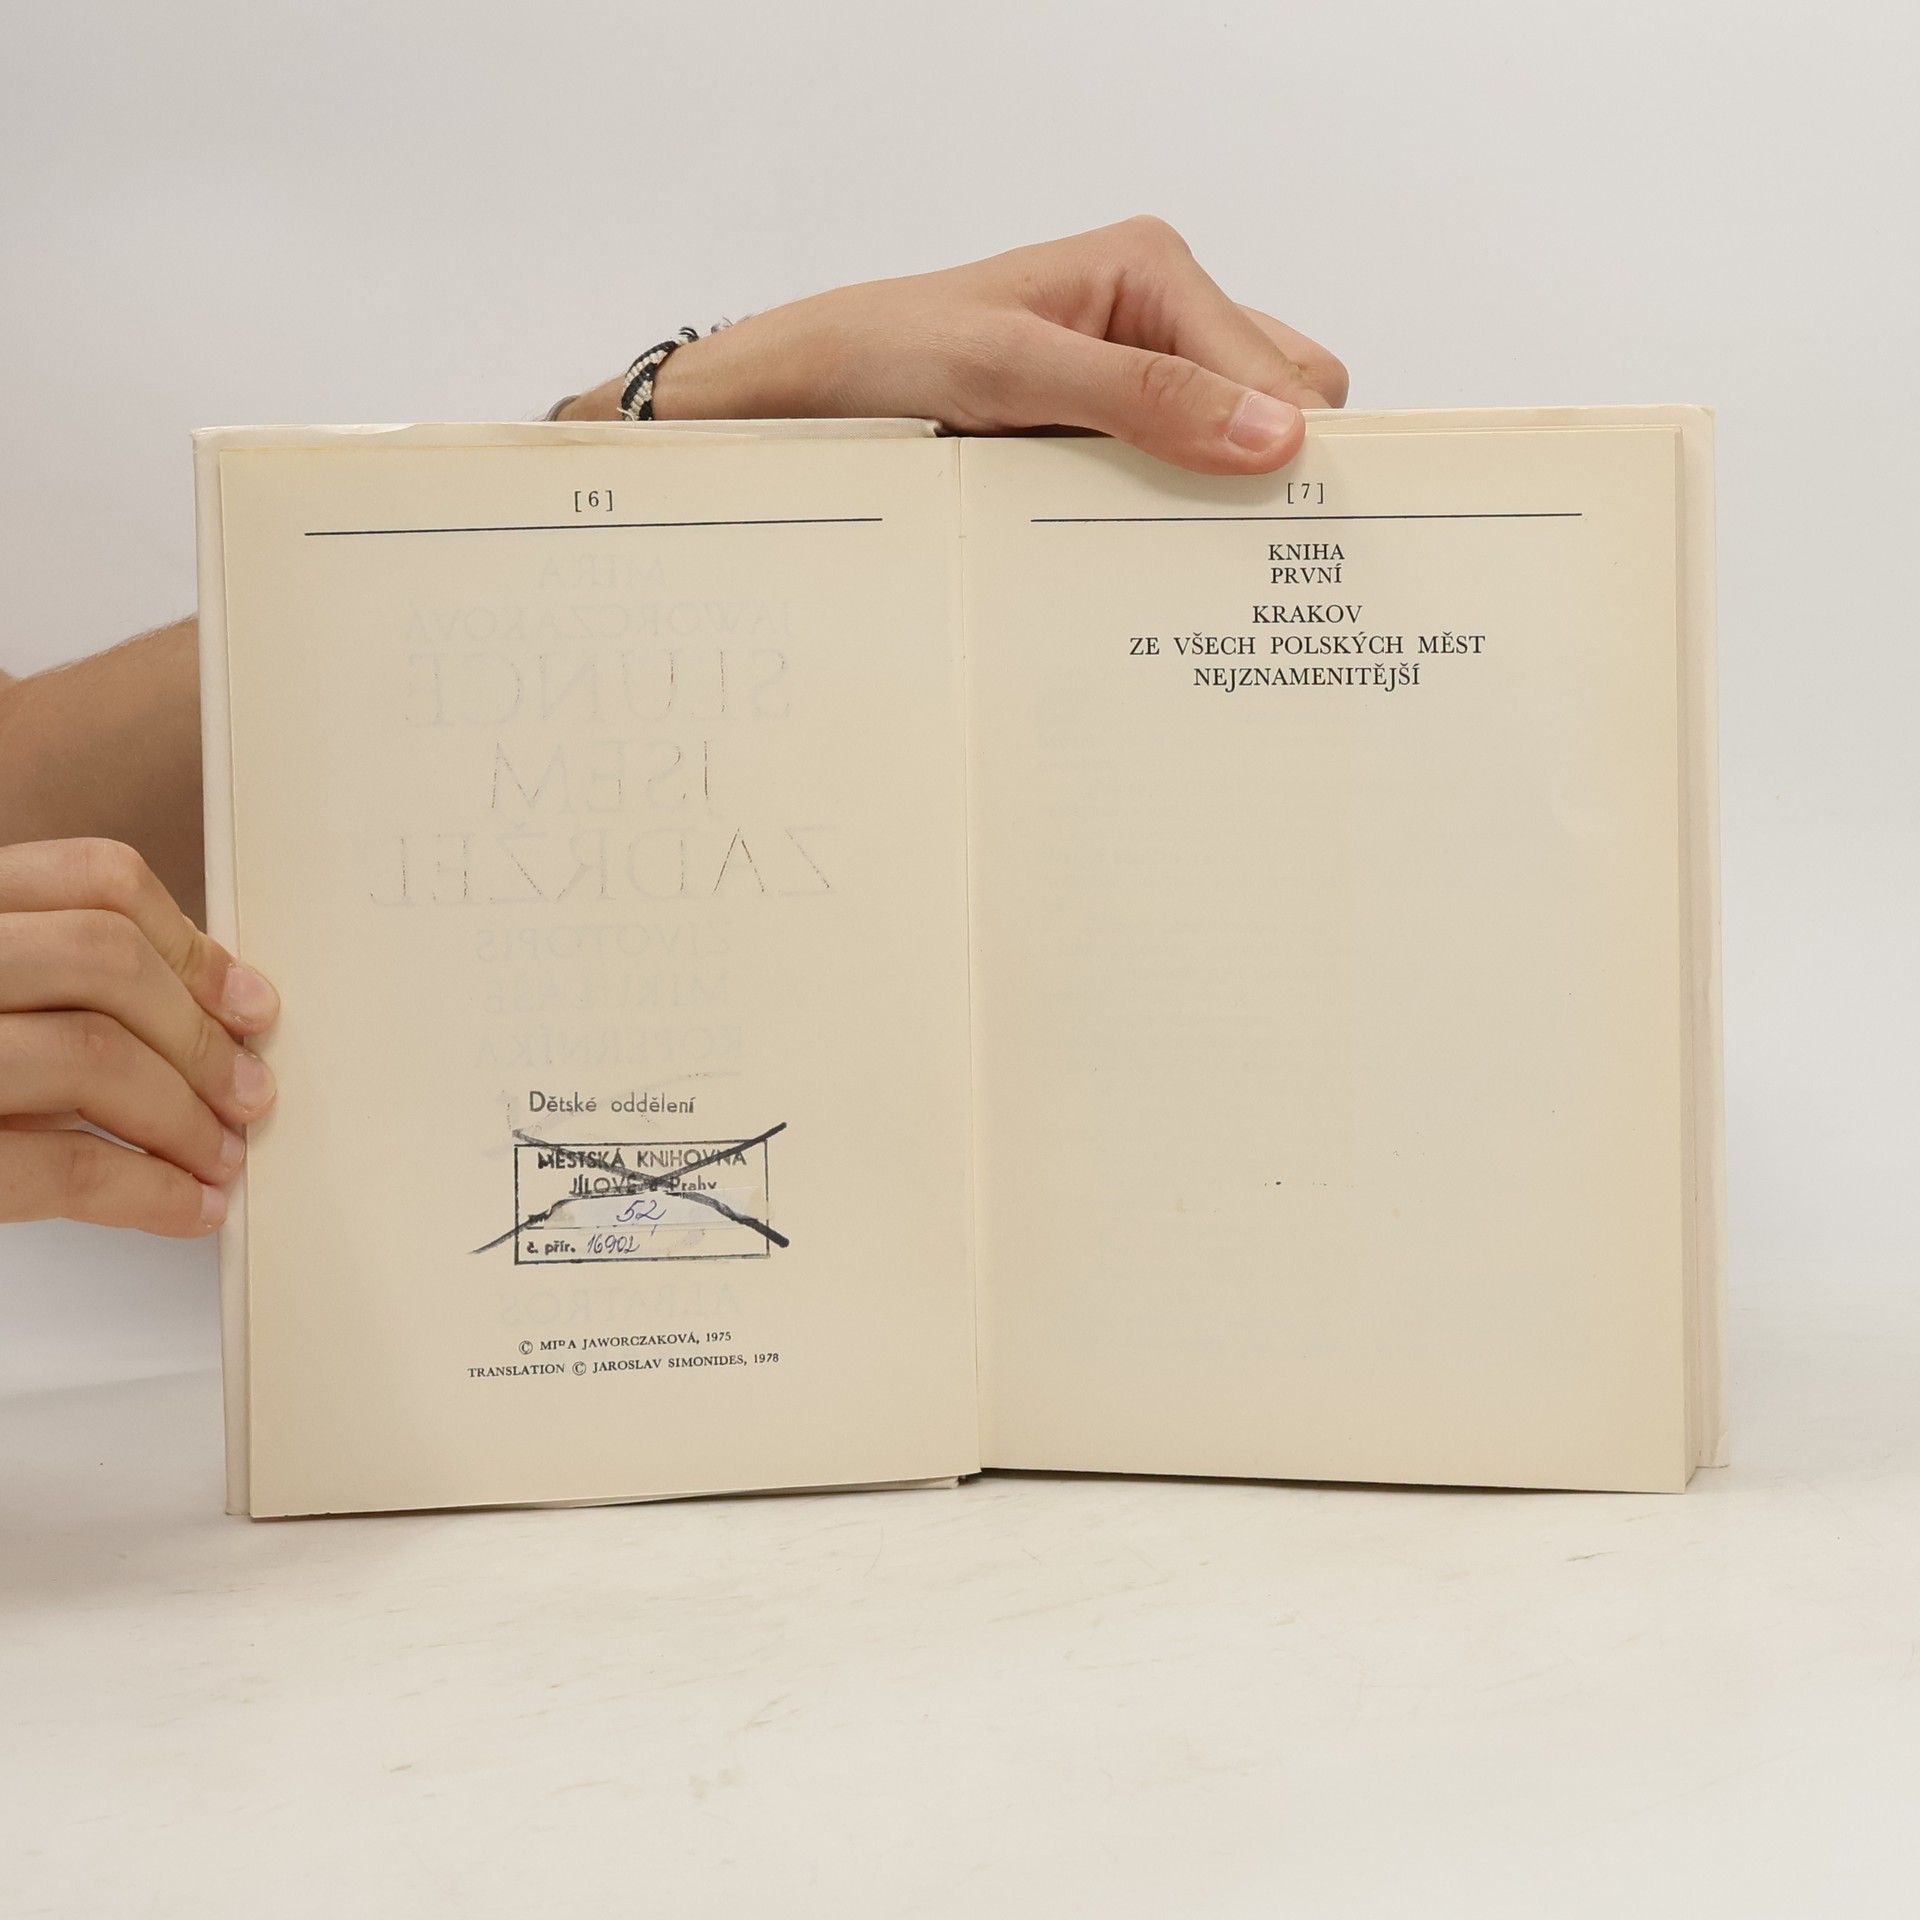 [ 6 ]
Dětské oddělení
MĚSTSKÁ KNIHOVNA
JÍLOVÉ u Prahy
52
č. přír. 16902
© MIRA JAWORCZAKOVÁ, 1975
TRANSLATION © JAROSLAV SIMONIDES, 1978
[ 7 ]
KNIHA
PRVNÍ
KRAKOV
ZE VŠECH POLSKÝCH MĚST
NEJZNAMENITĚJŠÍ